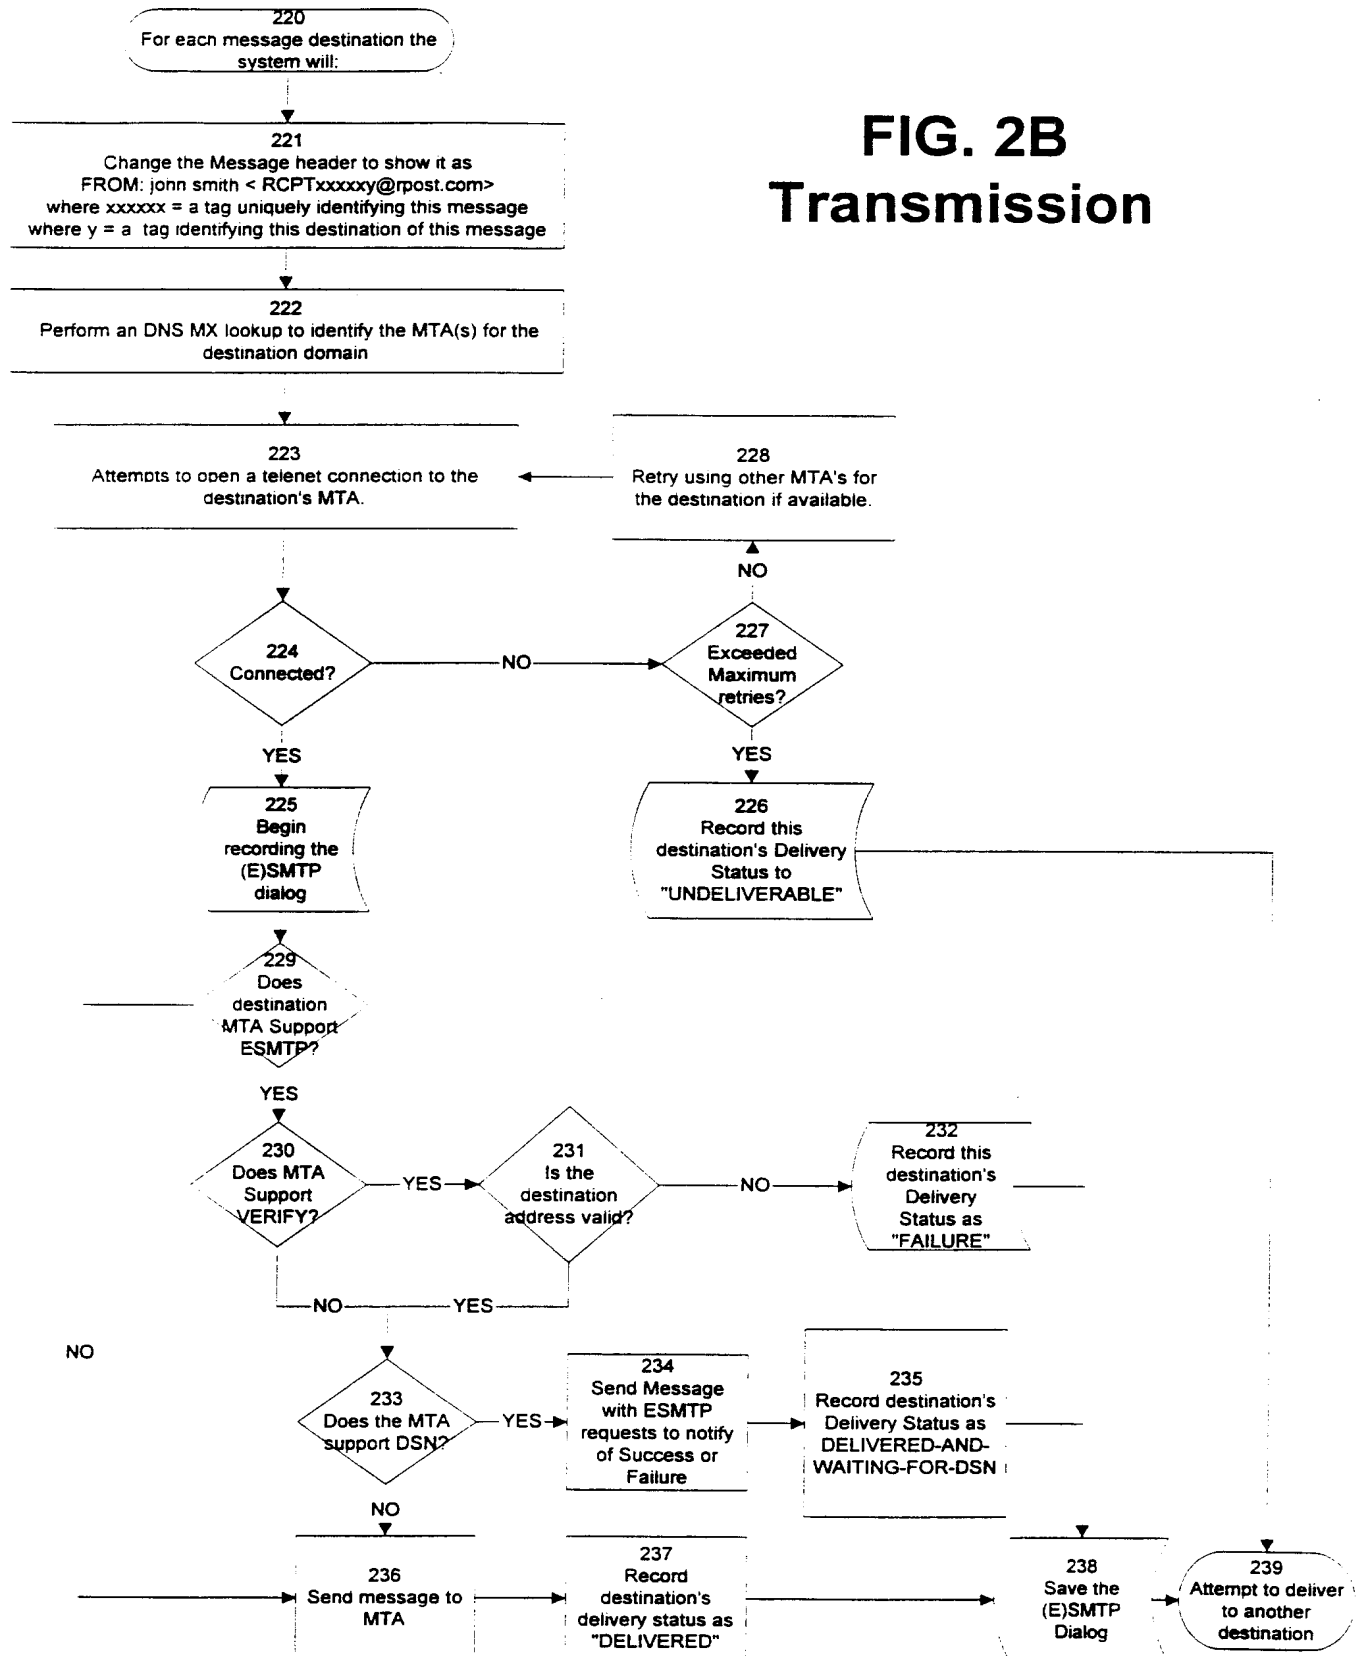 220
For each message destination the
system will:
FIG. 2B
Transmission
221
Change the Message header to show it as
FROM: john smith < RCPTxxxxxy@rpost.com>
where xxxxxx = a tag uniquely identifying this message
where y = a tag identifying this destination of this message
222
Perform an DNS MX lookup to identify the MTA(s) for the
destination domain
223
Attempts to open a telenet connection to the
destination's MTA.
228
Retry using other MTA's for
the destination if available.
NO
224
Connected?
NO
227
Exceeded
Maximum
retries?
YES
YES
225
Begin
recording the
(E)SMTP
dialog
226
Record this
destination's Delivery
Status to
"UNDELIVERABLE"
229
Does
destination
MTA Support
ESMTP?
YES
230
Does MTA
Support
VERIFY?
YES
231
Is the
destination
address valid?
NO
232
Record this
destination's
Delivery
Status as
"FAILURE"
NO
YES
NO
233
Does the MTA
support DSN?
YES
234
Send Message
with ESMTP
requests to notify
of Success or
Failure
235
Record destination's
Delivery Status as
DELIVERED-AND-
WAITING-FOR-DSN
NO
236
Send message to
MTA
237
Record
destination's
delivery status as
"DELIVERED"
238
Save the
(E)SMTP
Dialog
239
Attempt to deliver
to another
destination